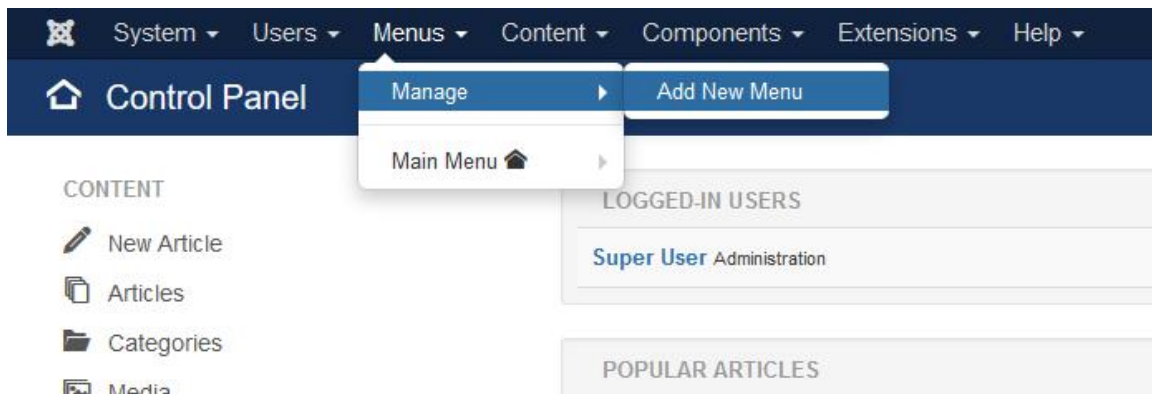 System Users Menus Content Components Extensions Help
Control Panel
Manage
Add New Menu
Main Menu
CONTENT
New Article
Articles
Categories
Media
LOGGED-IN USERS
Super User Administration
POPULAR ARTICLES